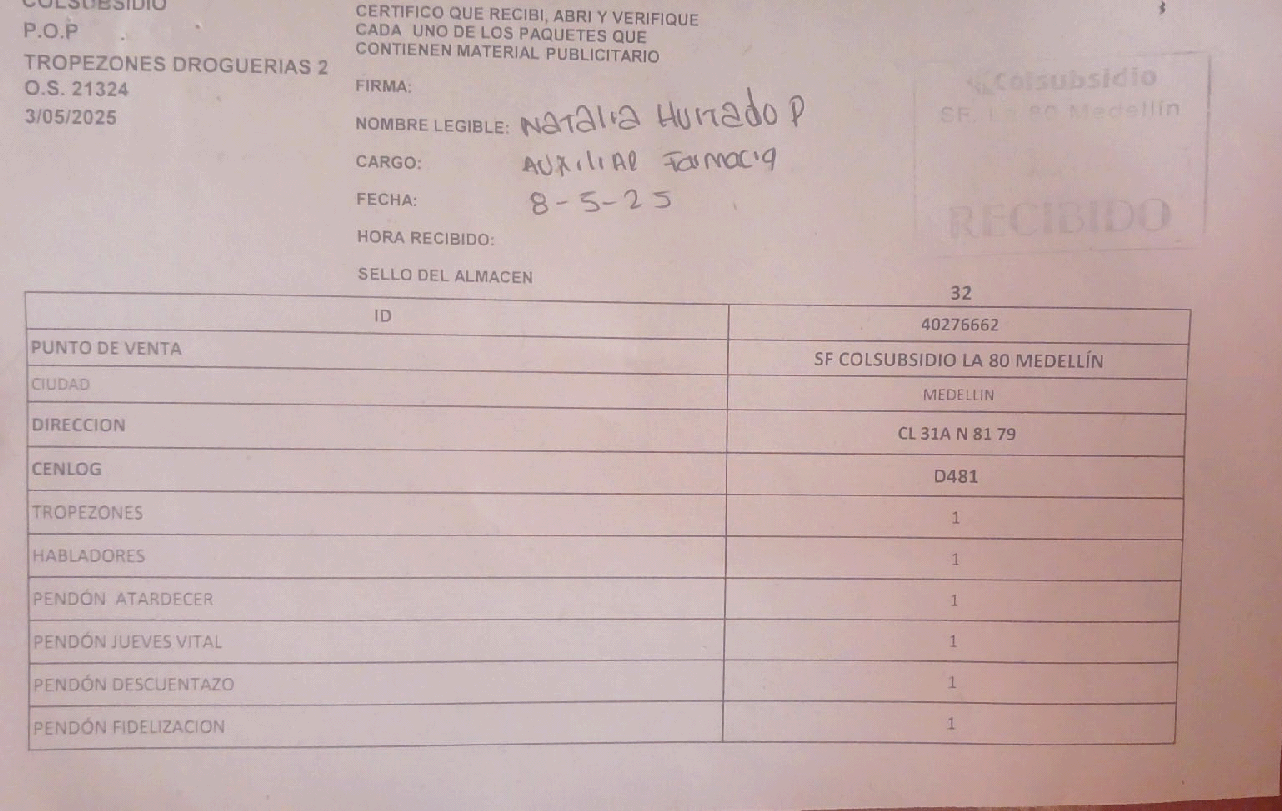 COLSUBSIDIO
P.O.P
TROPEZONES DROGUERIAS 2
O.S. 21324
3/05/2025
CERTIFICO QUE RECIBI, ABRI Y VERIFIQUE
CADA UNO DE LOS PAQUETES QUE
CONTIENEN MATERIAL PUBLICITARIO
FIRMA:
NOMBRE LEGIBLE: Natalia Hurtado P
CARGO: AUXILIAR Farmacia
FECHA: 8-5-25
HORA RECIBIDO:
SELLO DEL ALMACEN
Colsubsidio
SF. La 80 Medellín
RECIBIDO
32
ID 40276662
PUNTO DE VENTA SF COLSUBSIDIO LA 80 MEDELLÍN
CIUDAD MEDELLIN
DIRECCION CL 31A N 81 79
CENLOG D481
TROPEZONES 1
HABLADORES 1
PENDÓN ATARDECER 1
PENDÓN JUEVES VITAL 1
PENDÓN DESCUENTAZO 1
PENDÓN FIDELIZACION 1